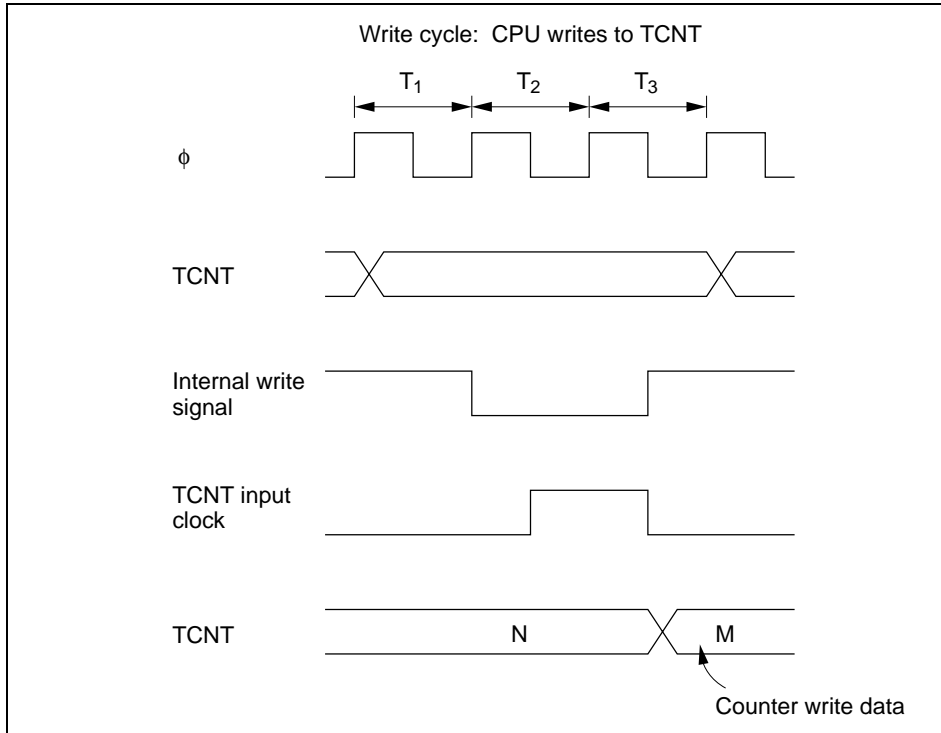 Write cycle: CPU writes to TCNT
T1 T2 T3
ϕ
TCNT
Internal write
signal
TCNT input
clock
TCNT N M
Counter write data